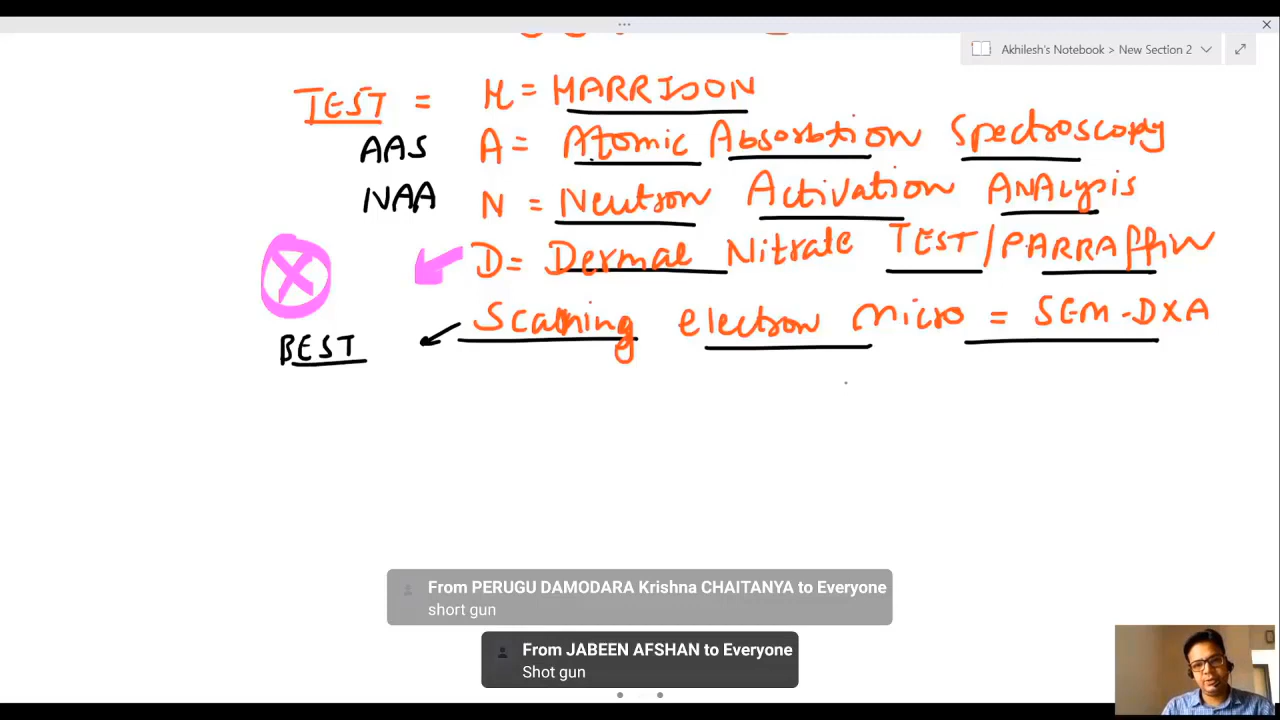 Akhilesh's Notebook > New Section 2
TEST = H = HARRISON
AAS A = Atomic Absorbtion Spectroscopy
NAA N = Neutron Activation ANAlysis
D = Dermal Nitrate TEST/PARRAffiN
BEST Scanning electron micro = SEM-DXA
From PERUGU DAMODARA Krishna CHAITANYA to Everyone
short gun
From JABEEN AFSHAN to Everyone
Shot gun